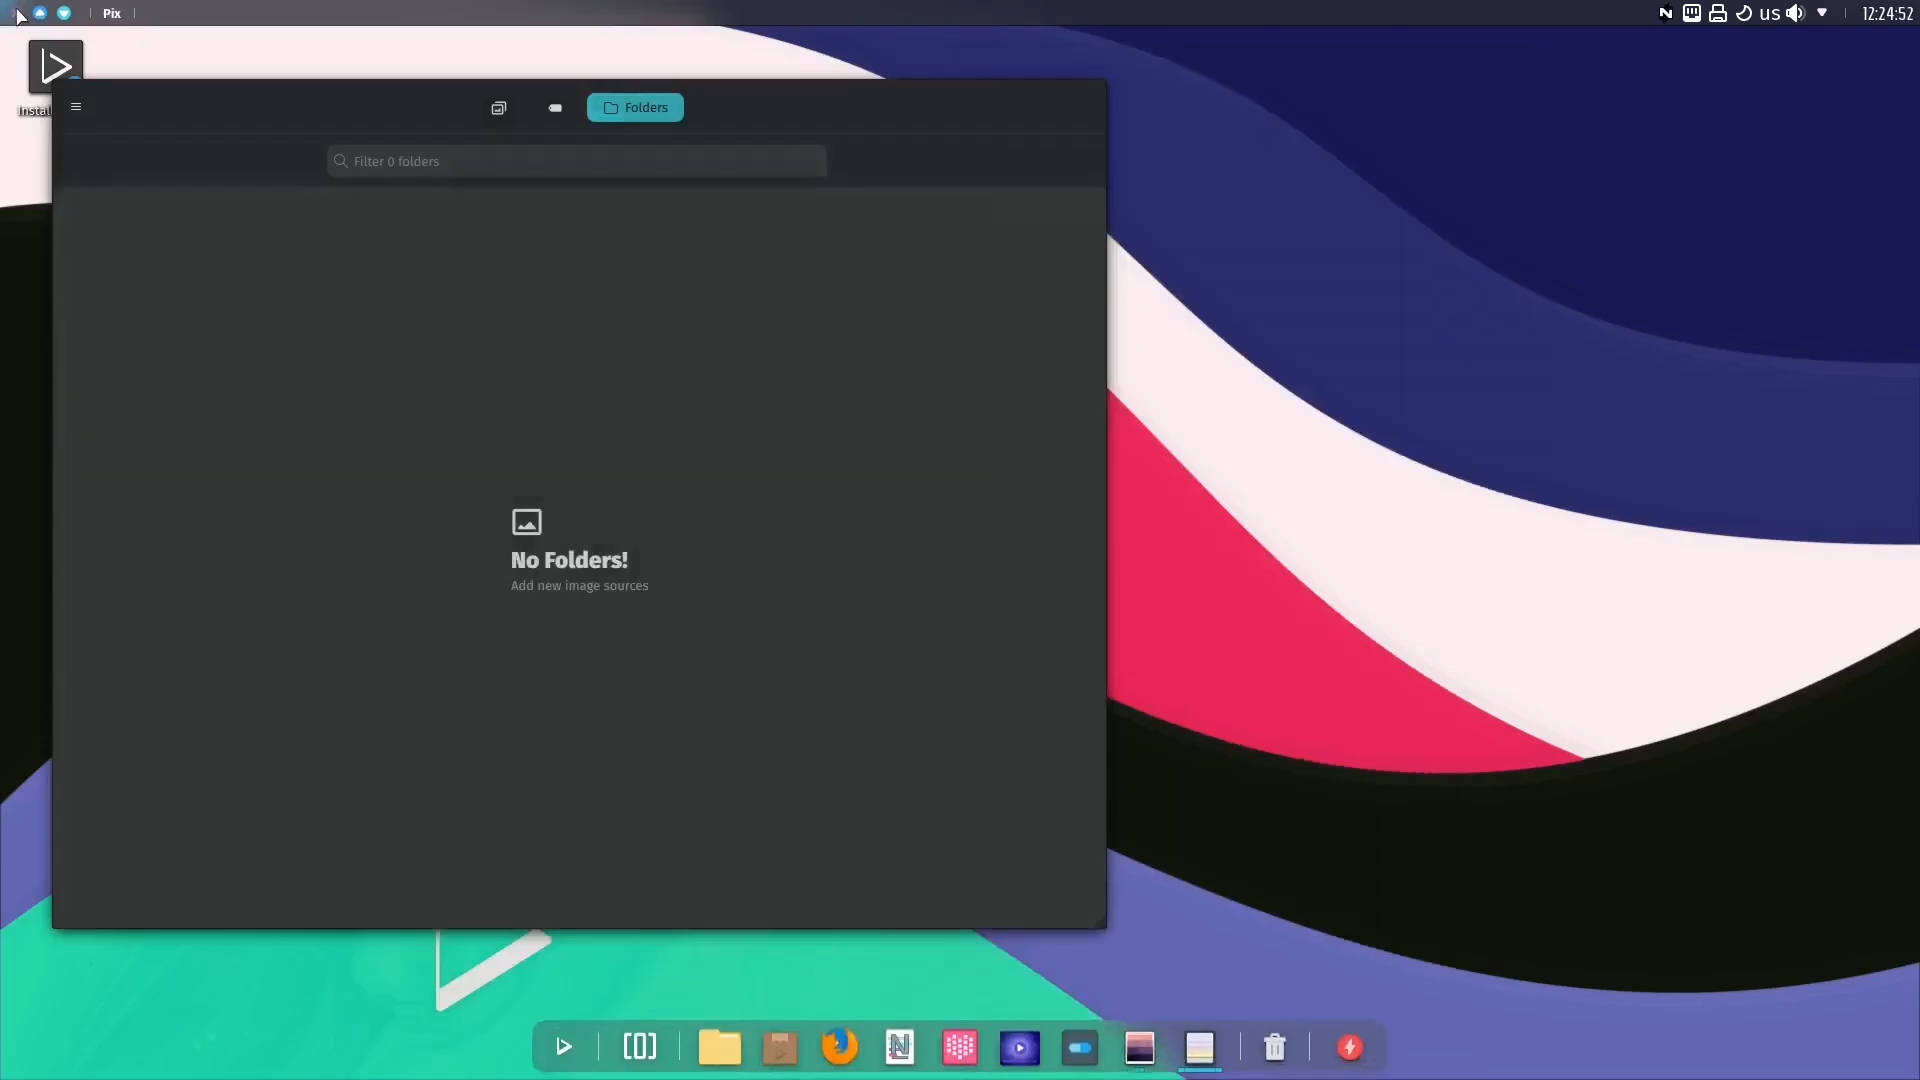 Pix
us
12:24:52
Instal
Folders
Filter 0 folders
No Folders!
Add new image sources